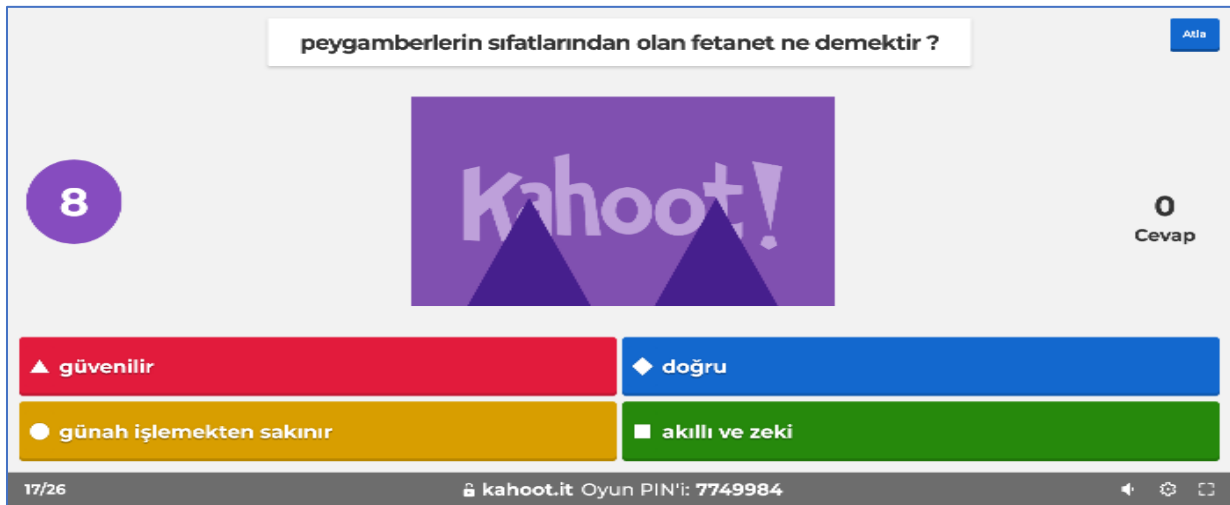 peygamberlerin sıfatlarından olan fetanet ne demektir ?
Atla
8
Kahoot!
0
Cevap
güvenilir
doğru
günah işlemekten sakınır
akıllı ve zeki
17/26
kahoot.it Oyun PIN'i: 7749984